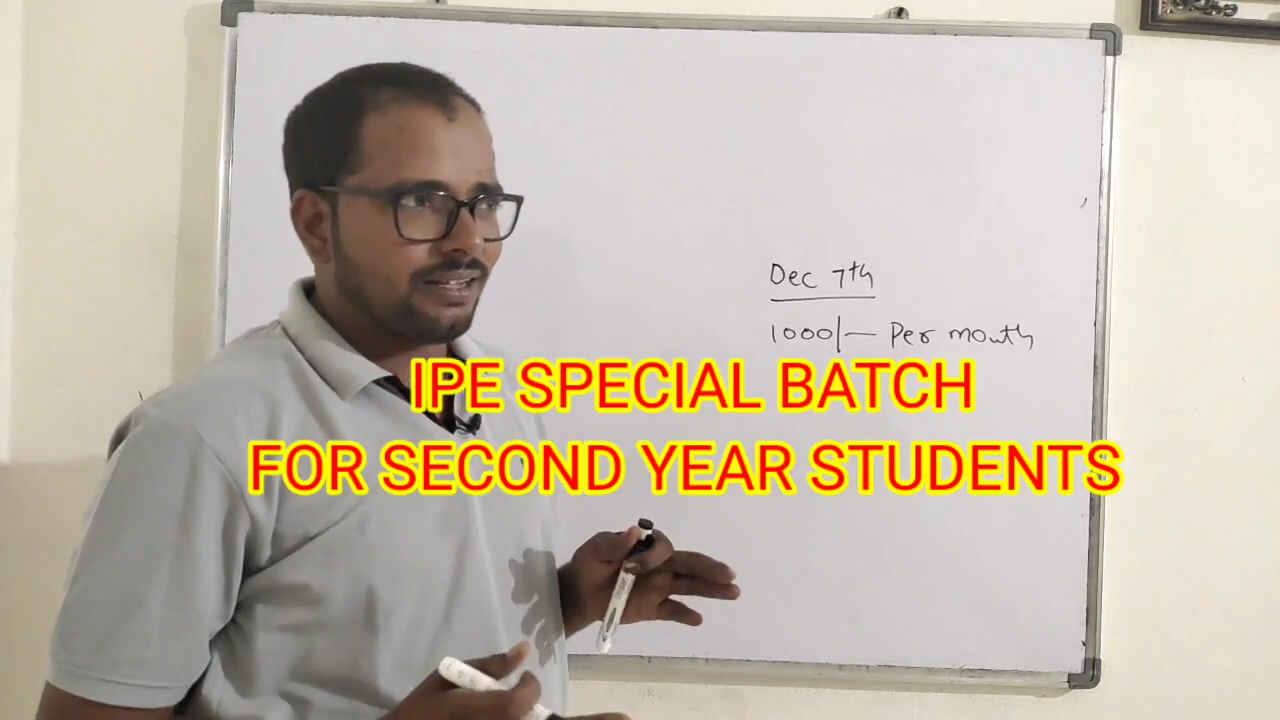 Dec 7th
1000/- Per month
IPE SPECIAL BATCH
FOR SECOND YEAR STUDENTS